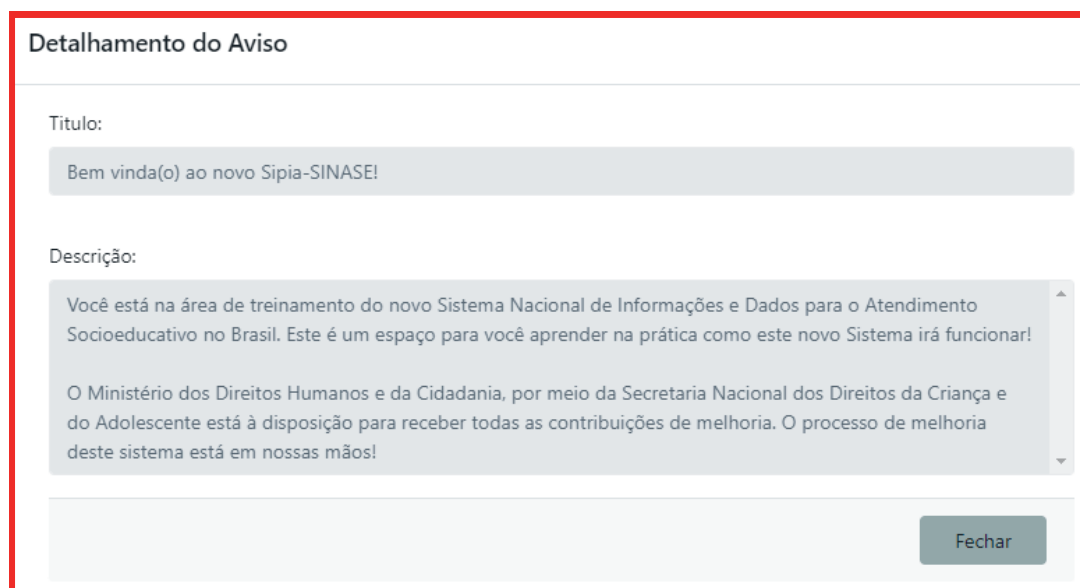 Detalhamento do Aviso
Titulo:
Bem vinda(o) ao novo Sipia-SINASE!
Descrição:
Você está na área de treinamento do novo Sistema Nacional de Informações e Dados para o Atendimento
Socioeducativo no Brasil. Este é um espaço para você aprender na prática como este novo Sistema irá funcionar!
O Ministério dos Direitos Humanos e da Cidadania, por meio da Secretaria Nacional dos Direitos da Criança e
do Adolescente está à disposição para receber todas as contribuições de melhoria. O processo de melhoria
deste sistema está em nossas mãos!
Fechar